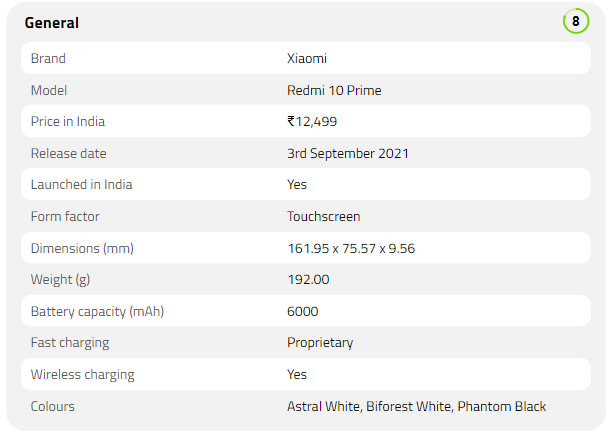 General
8
Brand Xiaomi
Model Redmi 10 Prime
Price in India ₹12,499
Release date 3rd September 2021
Launched in India Yes
Form factor Touchscreen
Dimensions (mm) 161.95 x 75.57 x 9.56
Weight (g) 192.00
Battery capacity (mAh) 6000
Fast charging Proprietary
Wireless charging Yes
Colours Astral White, Biforest White, Phantom Black